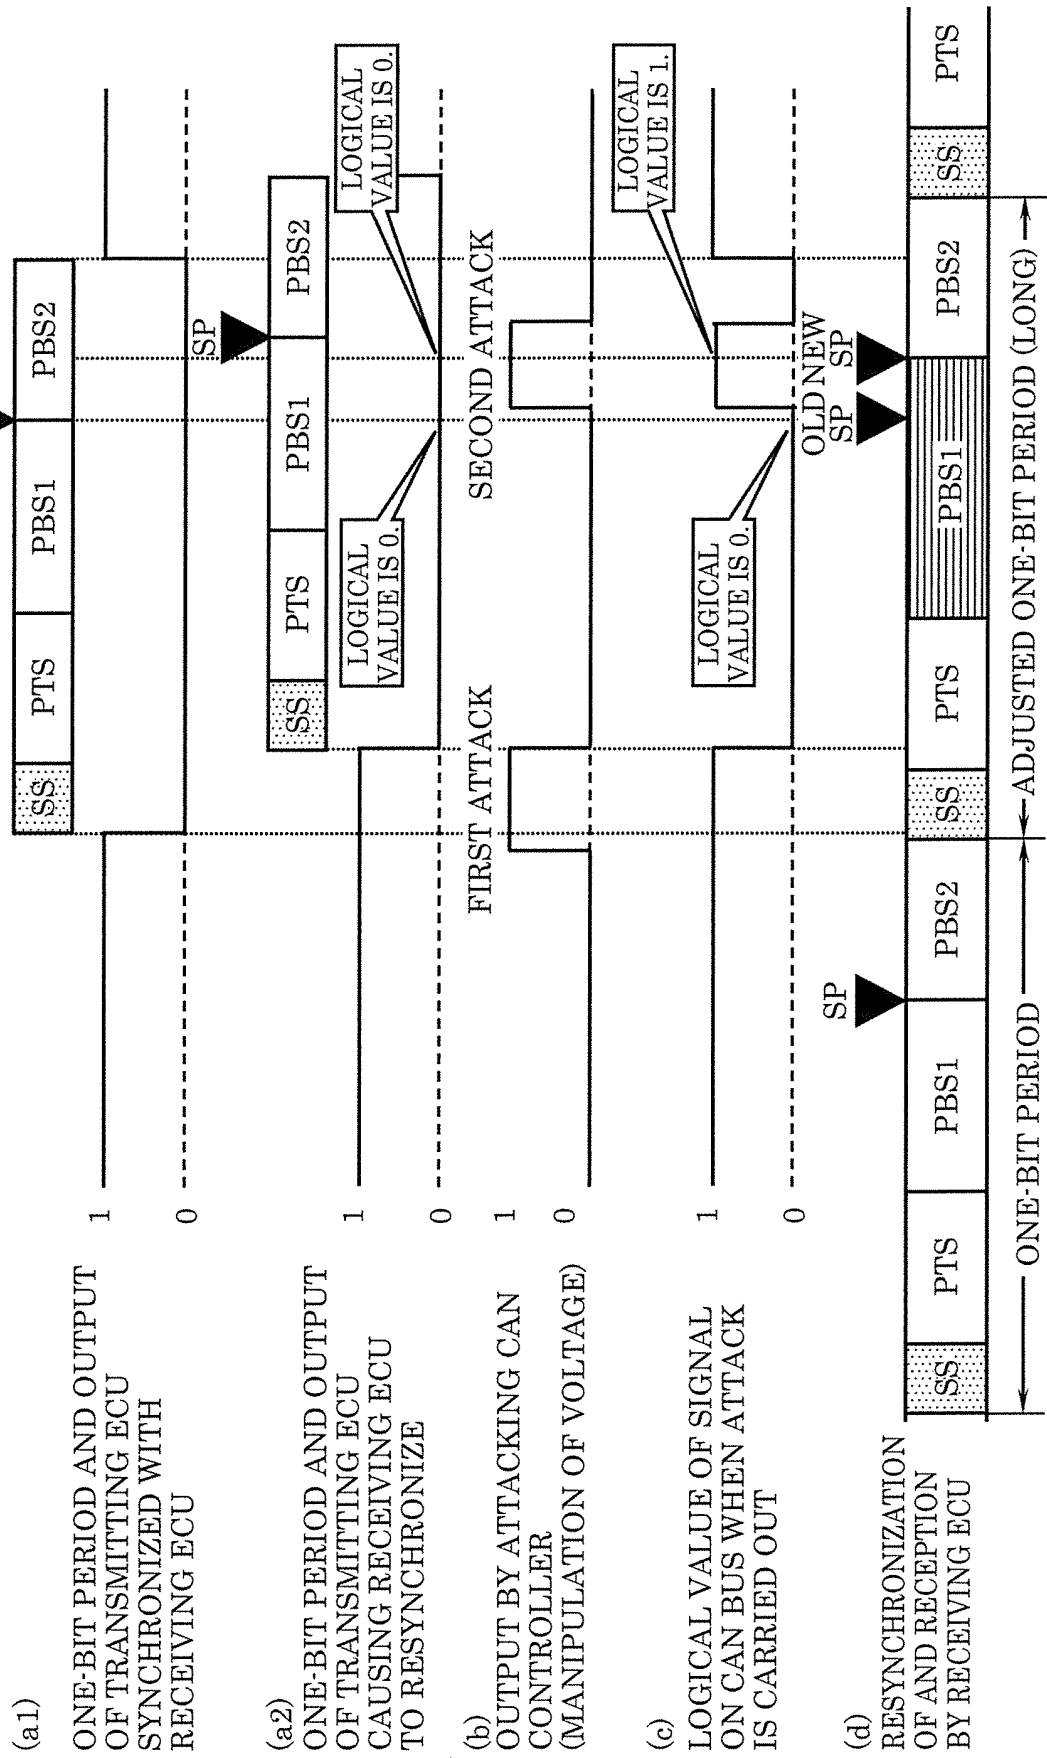 (a1)
ONE-BIT PERIOD AND OUTPUT
OF TRANSMITTING ECU
SYNCHRONIZED WITH
RECEIVING ECU
1
0
SS
PTS
PBS1
PBS2
(a2)
ONE-BIT PERIOD AND OUTPUT
OF TRANSMITTING ECU
CAUSING RECEIVING ECU
TO RESYNCHRONIZE
1
0
SP
SS
PTS
PBS1
PBS2
LOGICAL
VALUE IS 0.
LOGICAL
VALUE IS 0.
(b)
OUTPUT BY ATTACKING CAN
CONTROLLER
(MANIPULATION OF VOLTAGE)
1
0
FIRST ATTACK
SECOND ATTACK
(c)
LOGICAL VALUE OF SIGNAL
ON CAN BUS WHEN ATTACK
IS CARRIED OUT
1
0
LOGICAL
VALUE IS 0.
LOGICAL
VALUE IS 1.
(d)
RESYNCHRONIZATION
OF AND RECEPTION
BY RECEIVING ECU
SP
OLD
SP
NEW
SP
SS
PTS
PBS1
PBS2
SS
PTS
PBS1
PBS2
SS
PTS
ONE-BIT PERIOD
ADJUSTED ONE-BIT PERIOD (LONG)